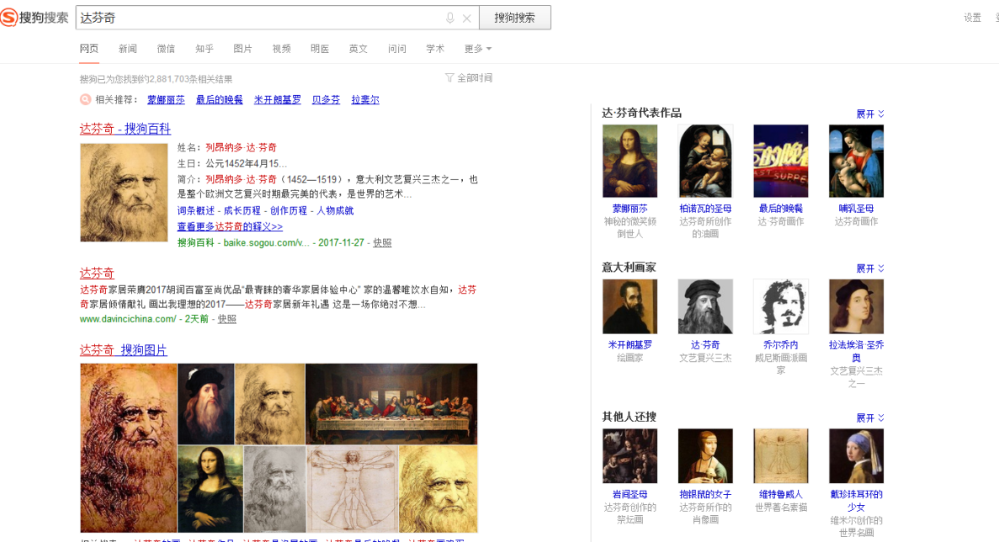 搜狗搜索
达芬奇
搜狗搜索
设置
网页 新闻 微信 知乎 图片 视频 明医 英文 问问 学术 更多
搜狗已为您找到约2,881,703条相关结果
全部时间
相关推荐： 蒙娜丽莎 最后的晚餐 米开朗基罗 贝多芬 拉斐尔
达芬奇 - 搜狗百科
姓名：列昂纳多·达·芬奇
生日：公元1452年4月15...
简介：列昂纳多·达·芬奇（1452—1519），意大利文艺复兴三杰之一，也
是整个欧洲文艺复兴时期最完美的代表，是世界的艺术...
词条概述 - 成长历程 - 创作历程 - 人物成就
查看更多达芬奇的释义>>
搜狗百科 - baike.sogou.com/v... - 2017-11-27 - 快照
达芬奇
达芬奇家居荣膺2017胡润百富至尚优品“最青睐的奢华家居体验中心” 家的温馨唯饮水自知，达芬
奇家居倾情献礼 画出我理想的2017——达芬奇家居新年礼遇 这是一场你绝对不想...
www.davincichina.com/ - 2天前 - 快照
达芬奇 搜狗图片
达·芬奇代表作品
展开
的晚餐
SUPPE
蒙娜丽莎
神秘的微笑倾
倒世人
柏诺瓦的圣母
达芬奇所创作
的油画
最后的晚餐
达·芬奇画作
哺乳圣母
达芬奇画作
意大利画家
展开
米开朗基罗
绘画家
达·芬奇
文艺复兴三杰
乔尔乔内
威尼斯画派画
家
拉法埃洛·圣乔
奥
文艺复兴三杰
之一
其他人还搜
展开
岩间圣母
达芬奇创作的
祭坛画
抱银鼠的女子
达芬奇所作的
肖像画
维特鲁威人
世界著名素描
戴珍珠耳环的
少女
维米尔创作的
世界名画